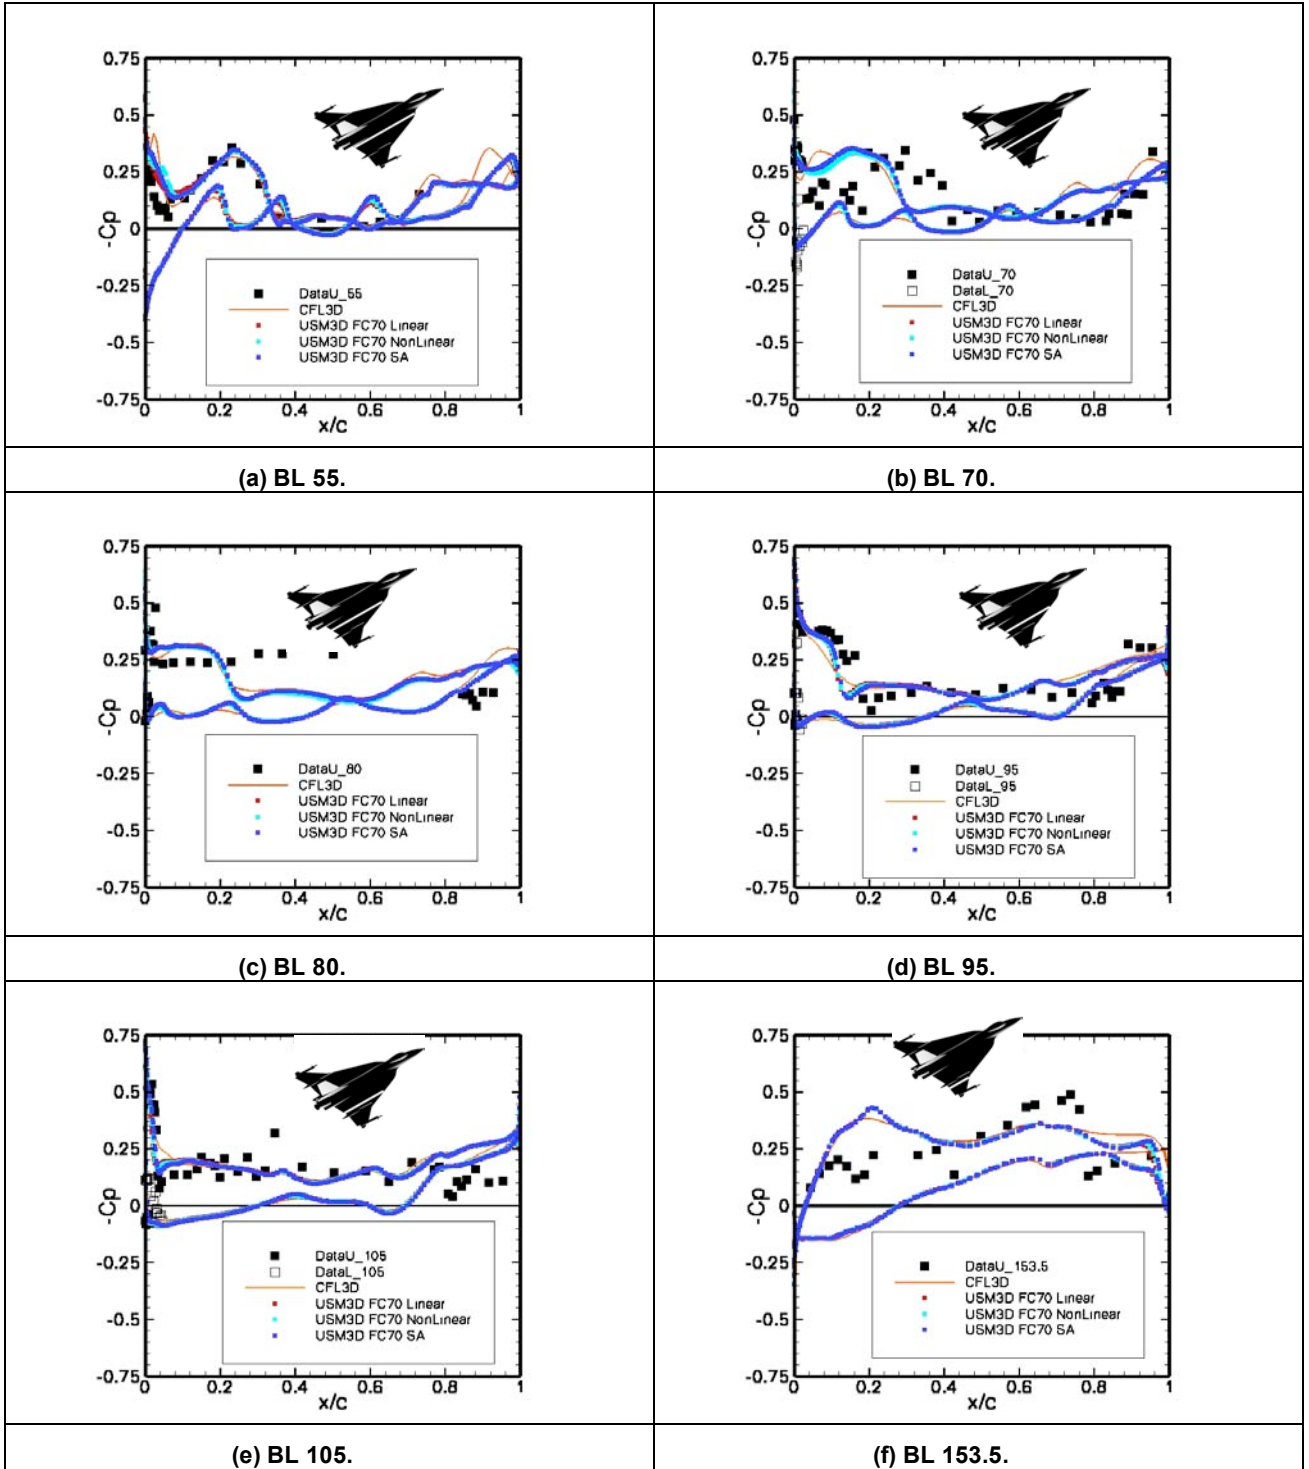 0.75
0.5
0.25
0
-0.25
-0.5
-0.75
-Cp
DataU_55
CFL3D
USM3D FC70 Linear
USM3D FC70 NonLinear
USM3D FC70 SA
0 0.2 0.4 0.6 0.8 1
x/c
(a) BL 55.
0.75
0.5
0.25
0
-0.25
-0.5
-0.75
-Cp
DataU_70
DataL_70
CFL3D
USM3D FC70 Linear
USM3D FC70 NonLinear
USM3D FC70 SA
0 0.2 0.4 0.6 0.8 1
x/c
(b) BL 70.
0.75
0.5
0.25
0
-0.25
-0.5
-0.75
-Cp
DataU_80
CFL3D
USM3D FC70 Linear
USM3D FC70 NonLinear
USM3D FC70 SA
0 0.2 0.4 0.6 0.8 1
x/c
(c) BL 80.
0.75
0.5
0.25
0
-0.25
-0.5
-0.75
-Cp
DataU_95
DataL_95
CFL3D
USM3D FC70 Linear
USM3D FC70 NonLinear
USM3D FC70 SA
0 0.2 0.4 0.6 0.8 1
x/c
(d) BL 95.
0.75
0.5
0.25
0
-0.25
-0.5
-0.75
-Cp
DataU_105
DataL_105
CFL3D
USM3D FC70 Linear
USM3D FC70 NonLinear
USM3D FC70 SA
0 0.2 0.4 0.6 0.8 1
x/c
(e) BL 105.
0.75
0.5
0.25
0
-0.25
-0.5
-0.75
-Cp
DataU_153.5
CFL3D
USM3D FC70 Linear
USM3D FC70 NonLinear
USM3D FC70 SA
0 0.2 0.4 0.6 0.8 1
x/c
(f) BL 153.5.